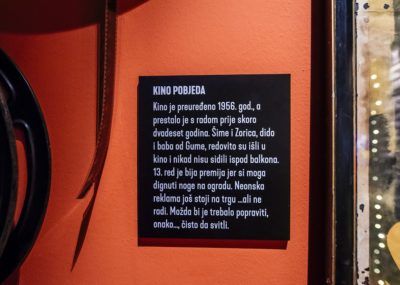 KINO POBJEDA
Kino je preuređeno 1956. god., a
prestalo je s radom prije skoro
dvadeset godina. Šime i Zorica, dida
i baba od Gume, redovito su išli u
kino i nikad nisu sidili ispod balkona.
13. red je bija premija jer si moga
dignuti noge na ogradu. Neonska
reklama još stoji na trgu ...ali ne
radi. Možda bi je trebalo popraviti,
onako..., čisto da svitli.